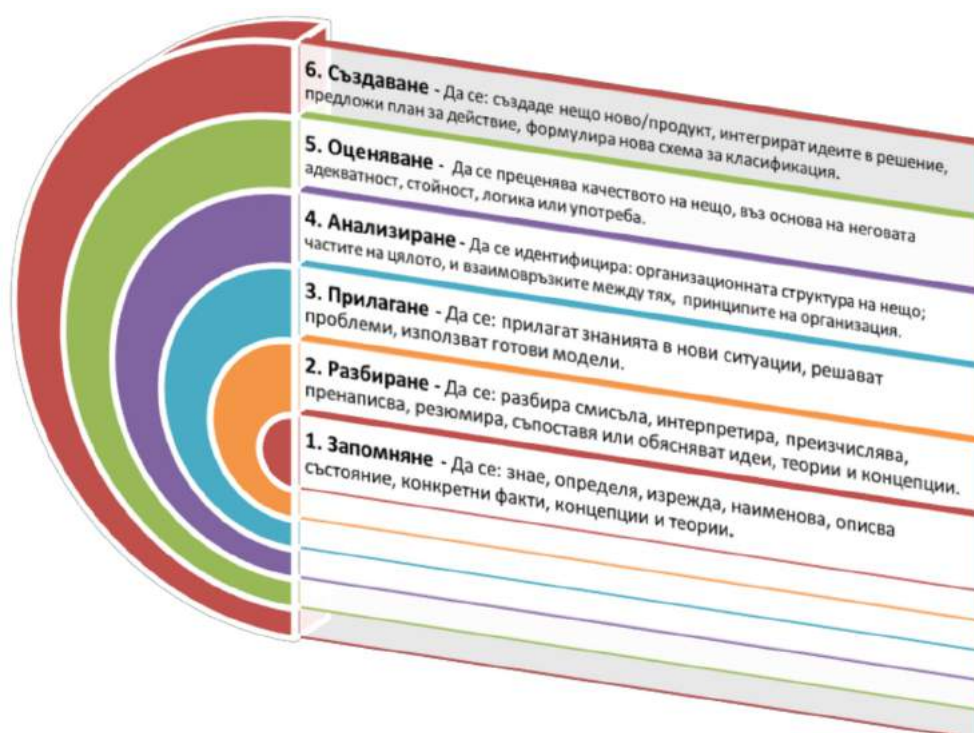 6. Създаване - Да се: създаде нещо ново/продукт, интегрират идеите в решение,
предложи план за действие, формулира нова схема за класификация.
5. Оценяване - Да се преценява качеството на нещо, въз основа на неговата
адекватност, стойност, логика или употреба.
4. Анализиране - Да се идентифицира: организационната структура на нещо;
частите на цялото, и взаимовръзките между тях, принципите на организация.
3. Прилагане - Да се: прилагат знанията в нови ситуации, решават
проблеми, използват готови модели.
2. Разбиране - Да се: разбира смисъла, интерпретира, преизчислява,
пренаписва, резюмира, съпоставя или обясняват идеи, теории и концепции.
1. Запомняне - Да се: знае, определя, изрежда, наименова, описва
състояние, конкретни факти, концепции и теории.